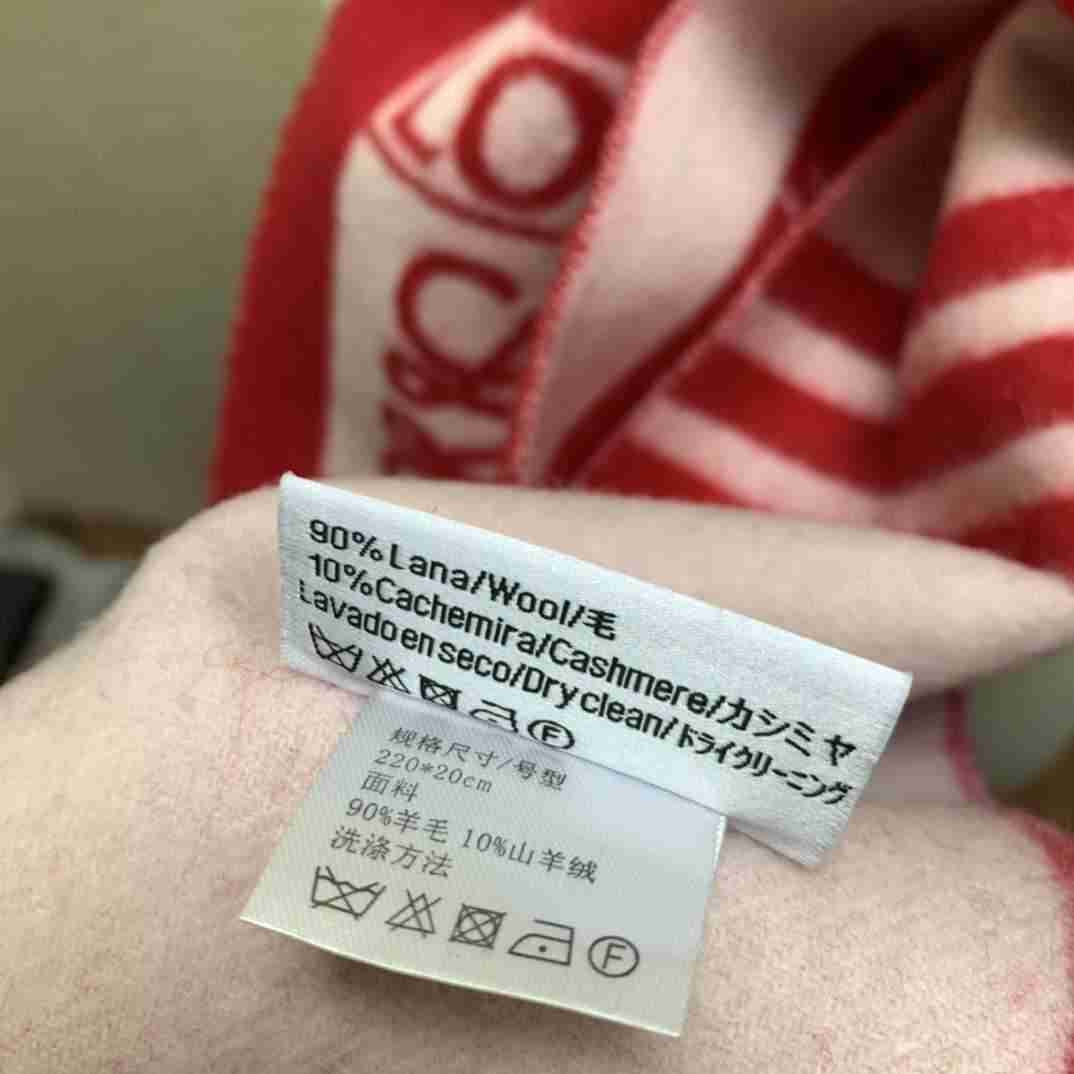 90%Lana/Wool/毛
10%Cachemira/Cashmere/カシミヤ
Lavado en seco/Dry clean/ドライクリーニング
F
规格尺寸/号型
220*20cm
面料
90%羊毛 10%山羊绒
洗涤方法
F